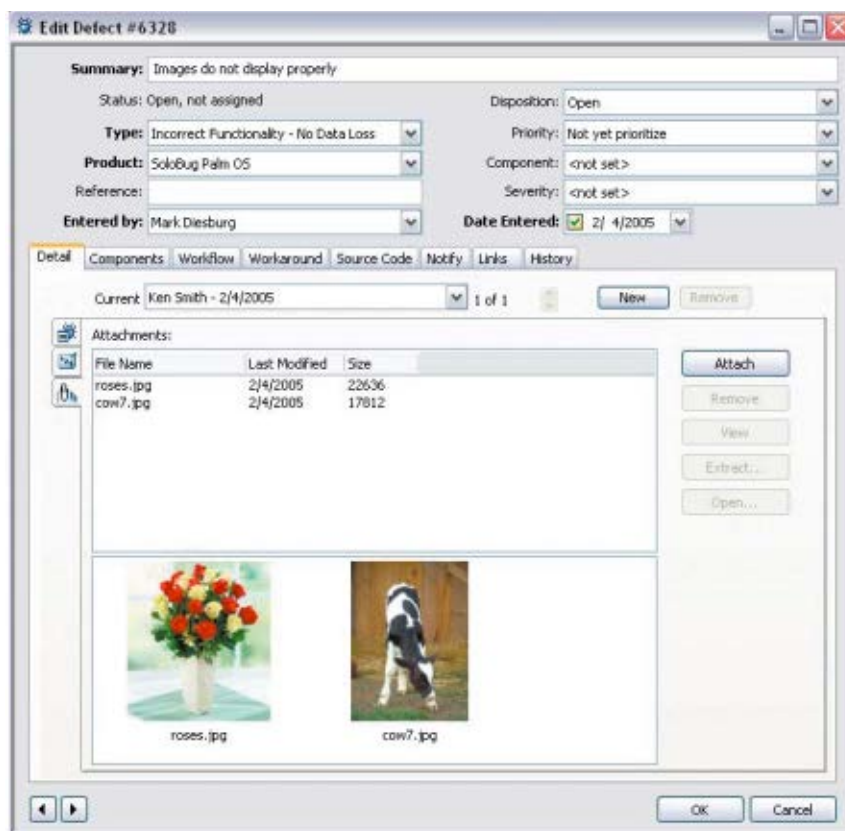 Edit Defect #6328
Summary: Images do not display properly
Status: Open, not assigned Disposition: Open
Type: Incorrect Functionality - No Data Loss Priority: Not yet prioritize
Product: SoloBug Palm OS Component: <not set>
Reference: Severity: <not set>
Entered by: Mark Diesburg Date Entered: 2/ 4/2005
Detail Components Workflow Workaround Source Code Notify Links History
Current Ken Smith - 2/4/2005 1 of 1 New Remove
Attachments:
File Name Last Modified Size Attach
roses.jpg 2/4/2005 22636
cow7.jpg 2/4/2005 17812
Remove
View
Extract...
Open...
roses.jpg cow7.jpg
OK Cancel